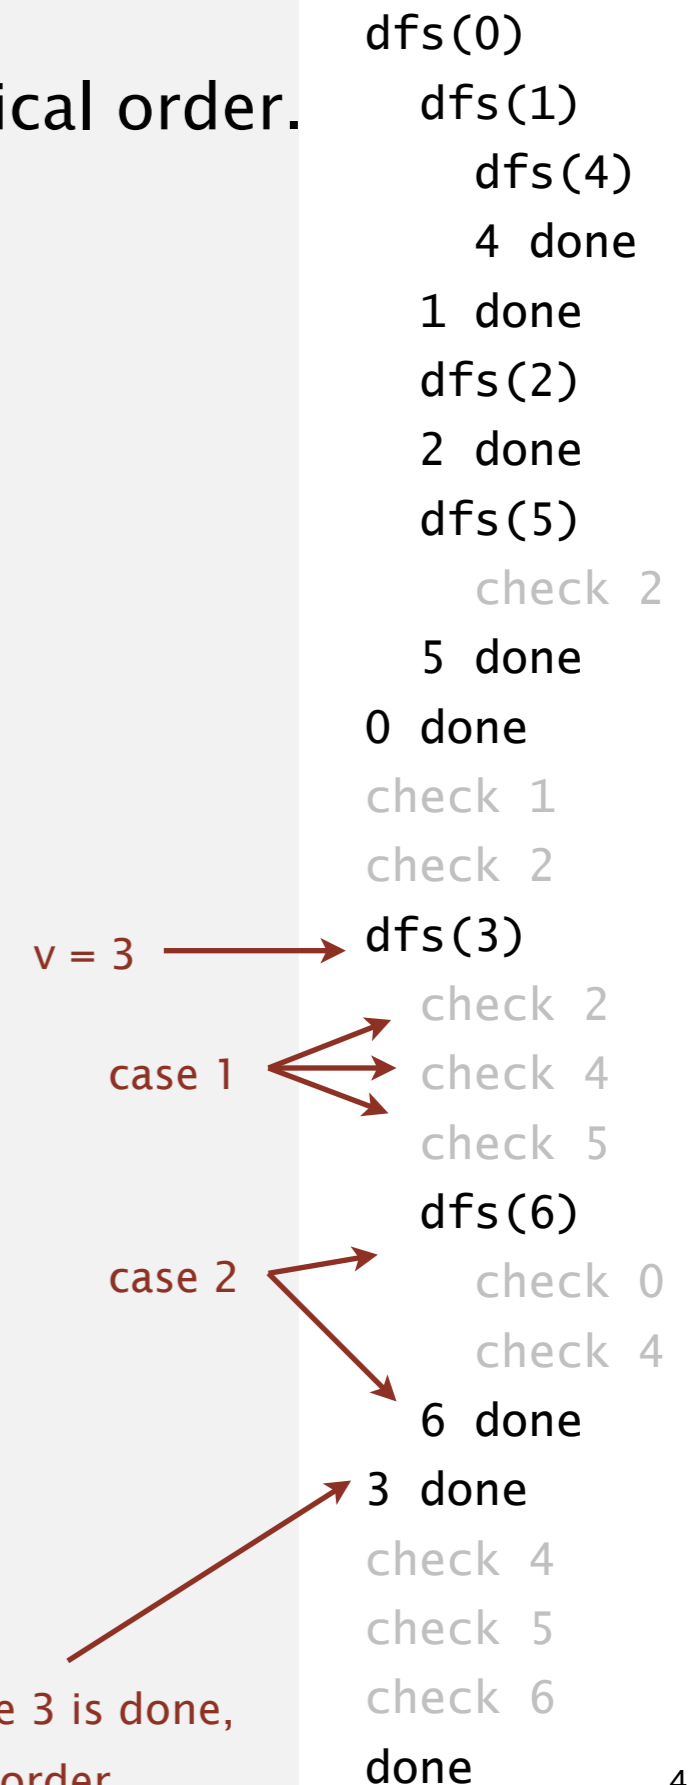 dfs(0)
ical order.
dfs(1)
dfs(4)
4 done
1 done
dfs(2)
2 done
dfs(5)
check 2
5 done
0 done
check 1
check 2
v = 3
dfs(3)
check 2
case 1
check 4
check 5
dfs(6)
case 2
check 0
check 4
6 done
3 done
check 4
check 5
check 6
e 3 is done,
done
order
4